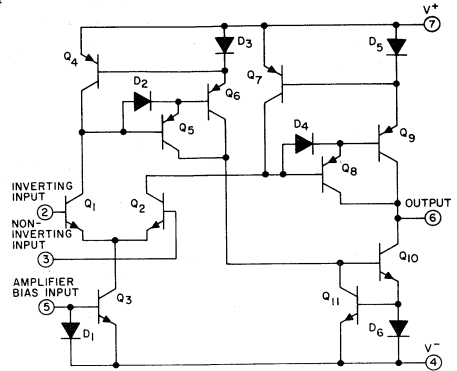 V+
7
D3
D5
Q4
Q7
D2
Q6
D4
Q9
Q5
Q8
INVERTING
INPUT
2
Q1
Q2
OUTPUT
6
NON-
INVERTING
INPUT
3
Q10
AMPLIFIER
BIAS INPUT
5
Q3
Q11
D1
D6
V-
4